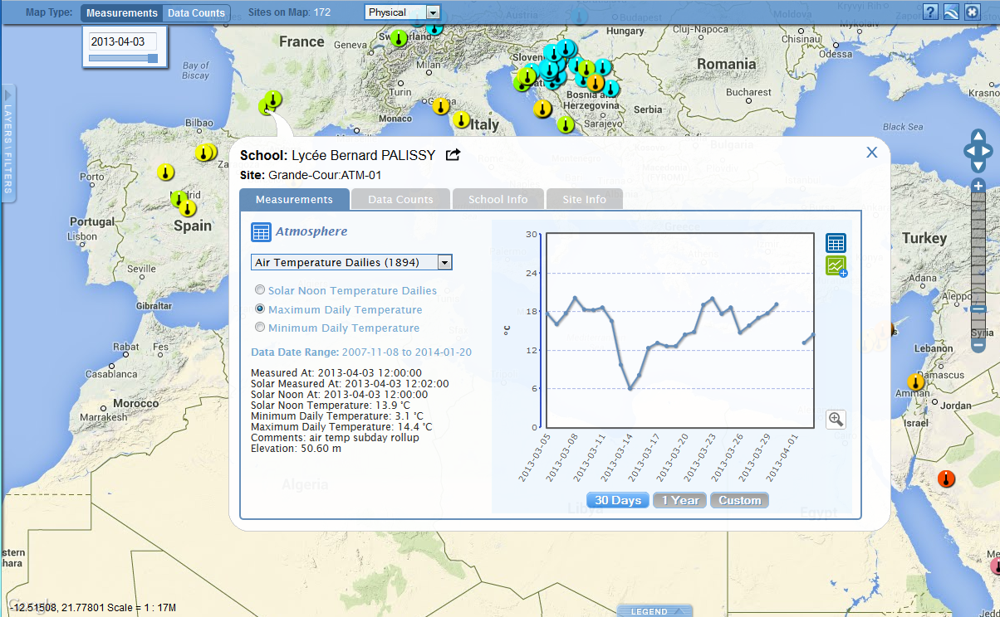 Map Type: Measurements Data Counts Sites on Map: 172 Physical
2013-04-03
LAYERS \ FILTERS
France
Geneva
Switzerland
Austria
Budapest
Hungary
Cluj-Napoca
Moldova
Chisinau
Kryvyi Rih
Odessa
Bay of
Biscay
Milan
Turin
Romania
Bucharest
Monaco
Italy
Bosnia and
Herzegovina
Sarajevo
Serbia
Black Sea
Bulgaria
Bilbao
Porto
Portugal
Lisbon
Spain
Seville
Gibraltar
Rabat
Fes
Casablanca
Morocco
Marrakesh
Algeria
Libya
Egypt
Greece
Turkey
Adana
Aleppo
Syria
Lebanon
Damascus
Amman
Jordan
Israel
School: Lycée Bernard PALISSY
Site: Grande-Cour:ATM-01
X
Measurements Data Counts School Info Site Info
Atmosphere
Air Temperature Dailies (1894)
Solar Noon Temperature Dailies
Maximum Daily Temperature
Minimum Daily Temperature
Data Date Range: 2007-11-08 to 2014-01-20
Measured At: 2013-04-03 12:00:00
Solar Measured At: 2013-04-03 12:02:00
Solar Noon At: 2013-04-03 12:00:00
Solar Noon Temperature: 13.9 °C
Minimum Daily Temperature: 3.1 °C
Maximum Daily Temperature: 14.4 °C
Comments: air temp subday rollup
Elevation: 50.60 m
30
24
18
12
6
0
°C
2013-03-05
2013-03-08
2013-03-11
2013-03-14
2013-03-17
2013-03-20
2013-03-23
2013-03-26
2013-03-29
2013-04-01
30 Days 1 Year Custom
-12.51508, 21.77801 Scale = 1 : 17M
LEGEND